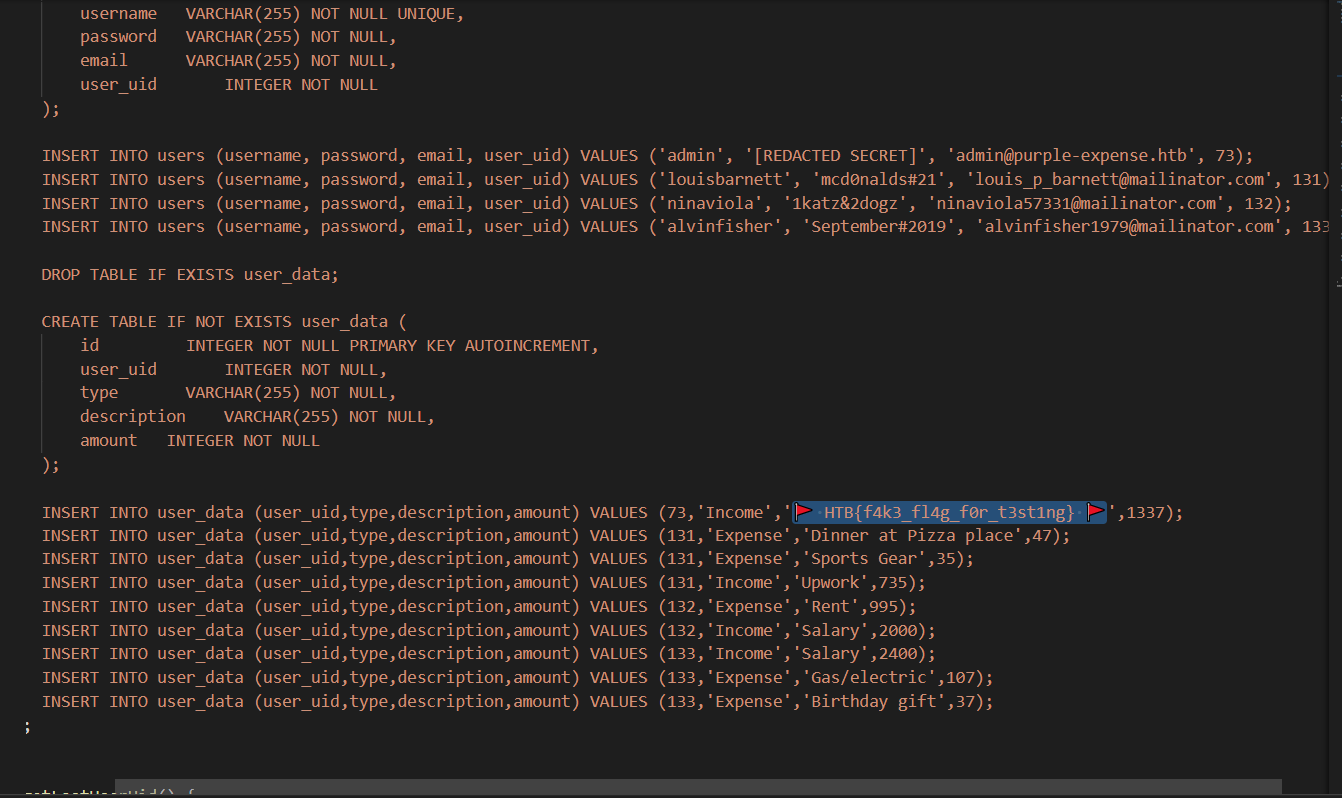 username VARCHAR(255) NOT NULL UNIQUE,
password VARCHAR(255) NOT NULL,
email VARCHAR(255) NOT NULL,
user_uid INTEGER NOT NULL
);
INSERT INTO users (username, password, email, user_uid) VALUES ('admin', '[REDACTED SECRET]', 'admin@purple-expense.htb', 73);
INSERT INTO users (username, password, email, user_uid) VALUES ('louisbarnett', 'mcd0nalds#21', 'louis_p_barnett@mailinator.com', 131)
INSERT INTO users (username, password, email, user_uid) VALUES ('ninaviola', '1katz&2dogz', 'ninaviola57331@mailinator.com', 132);
INSERT INTO users (username, password, email, user_uid) VALUES ('alvinfisher', 'September#2019', 'alvinfisher1979@mailinator.com', 133
DROP TABLE IF EXISTS user_data;
CREATE TABLE IF NOT EXISTS user_data (
id INTEGER NOT NULL PRIMARY KEY AUTOINCREMENT,
user_uid INTEGER NOT NULL,
type VARCHAR(255) NOT NULL,
description VARCHAR(255) NOT NULL,
amount INTEGER NOT NULL
);
INSERT INTO user_data (user_uid,type,description,amount) VALUES (73,'Income','🚩 HTB{f4k3_fl4g_f0r_t3st1ng} 🚩',1337);
INSERT INTO user_data (user_uid,type,description,amount) VALUES (131,'Expense','Dinner at Pizza place',47);
INSERT INTO user_data (user_uid,type,description,amount) VALUES (131,'Expense','Sports Gear',35);
INSERT INTO user_data (user_uid,type,description,amount) VALUES (131,'Income','Upwork',735);
INSERT INTO user_data (user_uid,type,description,amount) VALUES (132,'Expense','Rent',995);
INSERT INTO user_data (user_uid,type,description,amount) VALUES (132,'Income','Salary',2000);
INSERT INTO user_data (user_uid,type,description,amount) VALUES (133,'Income','Salary',2400);
INSERT INTO user_data (user_uid,type,description,amount) VALUES (133,'Expense','Gas/electric',107);
INSERT INTO user_data (user_uid,type,description,amount) VALUES (133,'Expense','Birthday gift',37);
;